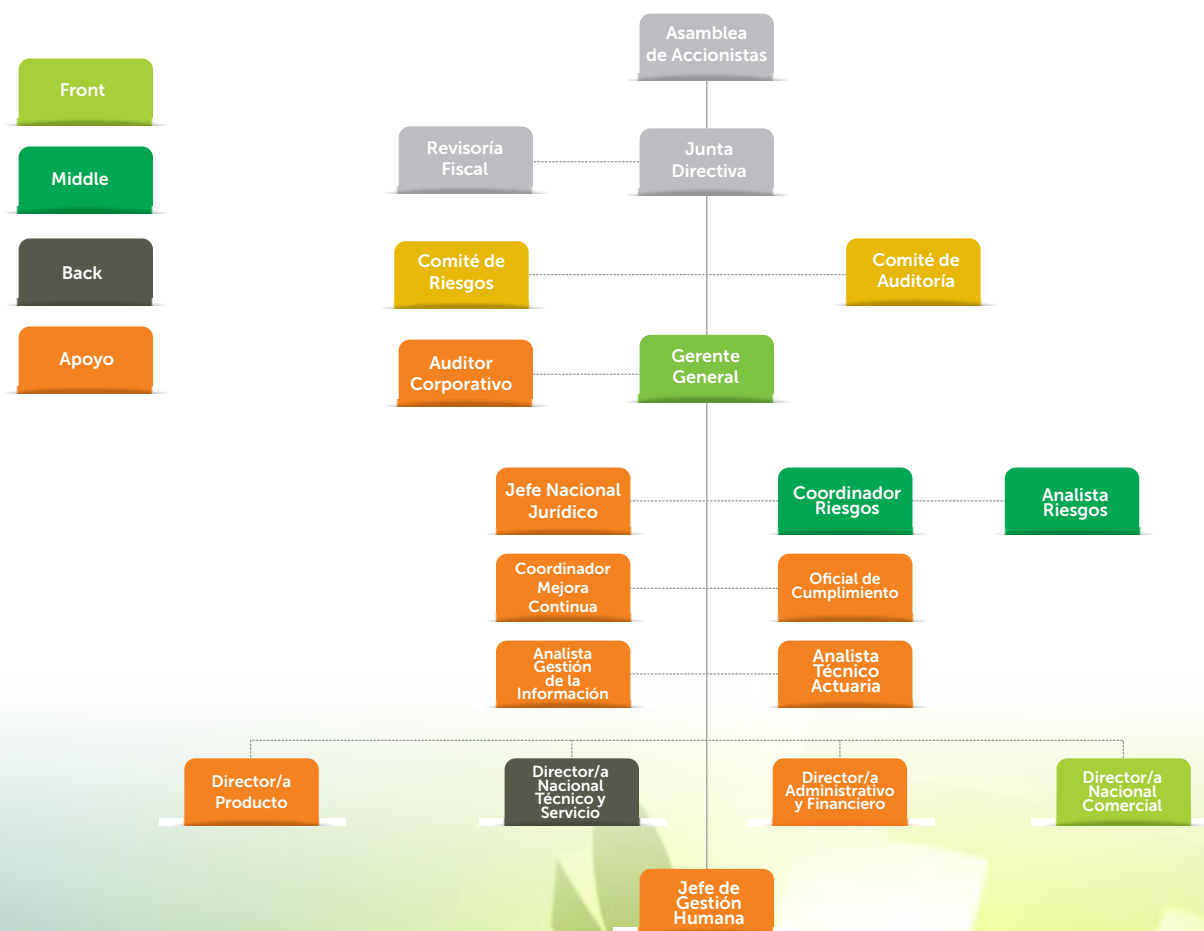 Asamblea
de Accionistas
Front
Revisoría
Fiscal
Junta
Directiva
Middle
Comité de
Riesgos
Comité de
Auditoría
Back
Apoyo
Auditor
Corporativo
Gerente
General
Jefe Nacional
Jurídico
Coordinador
Riesgos
Analista
Riesgos
Coordinador
Mejora
Continua
Oficial de
Cumplimiento
Analista
Gestión
de la
Información
Analista
Técnico
Actuaria
Director/a
Producto
Director/a
Nacional
Técnico y
Servicio
Director/a
Administrativo
y Financiero
Director/a
Nacional
Comercial
Jefe de
Gestión
Humana